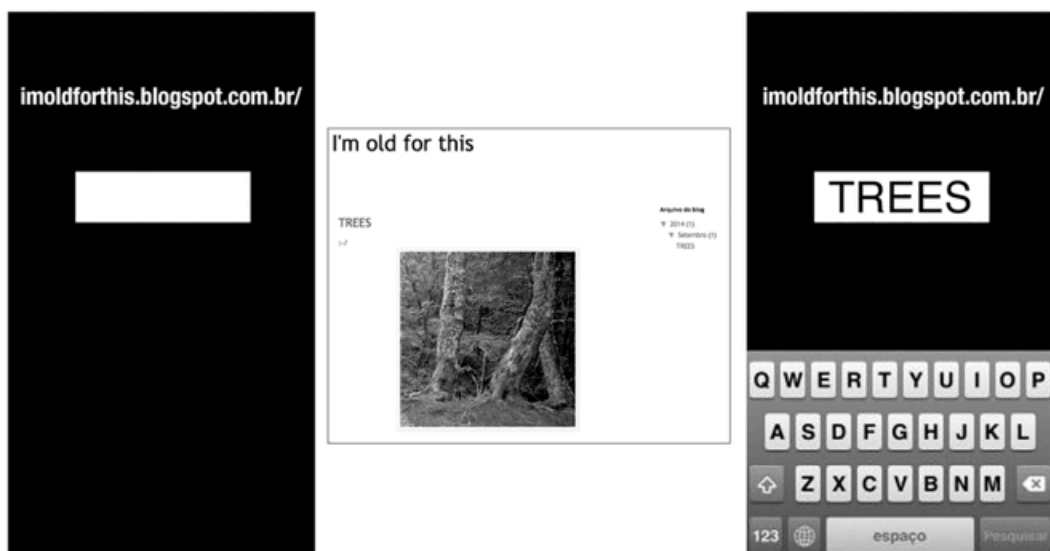 imoldforthis.blogspot.com.br/
I'm old for this
TREES
:-/
Arquivo do blog
▼ 2014 (1)
▼ Setembro (1)
TREES
imoldforthis.blogspot.com.br/
TREES
Q W E R T Y U I O P
A S D F G H J K L
Z X C V B N M
123 espaço Pesquisar